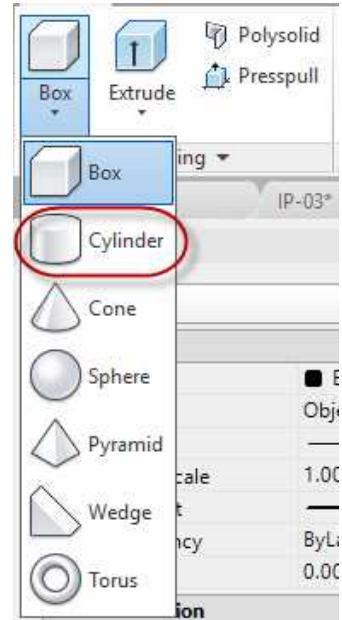 Polysolid
Presspull
Box
Extrude
Box
ing
IP-03*
Cylinder
Cone
Sphere
Obje
Pyramid
cale
1.00
Wedge
t
ncy
ByLa
Torus
0.00
ion